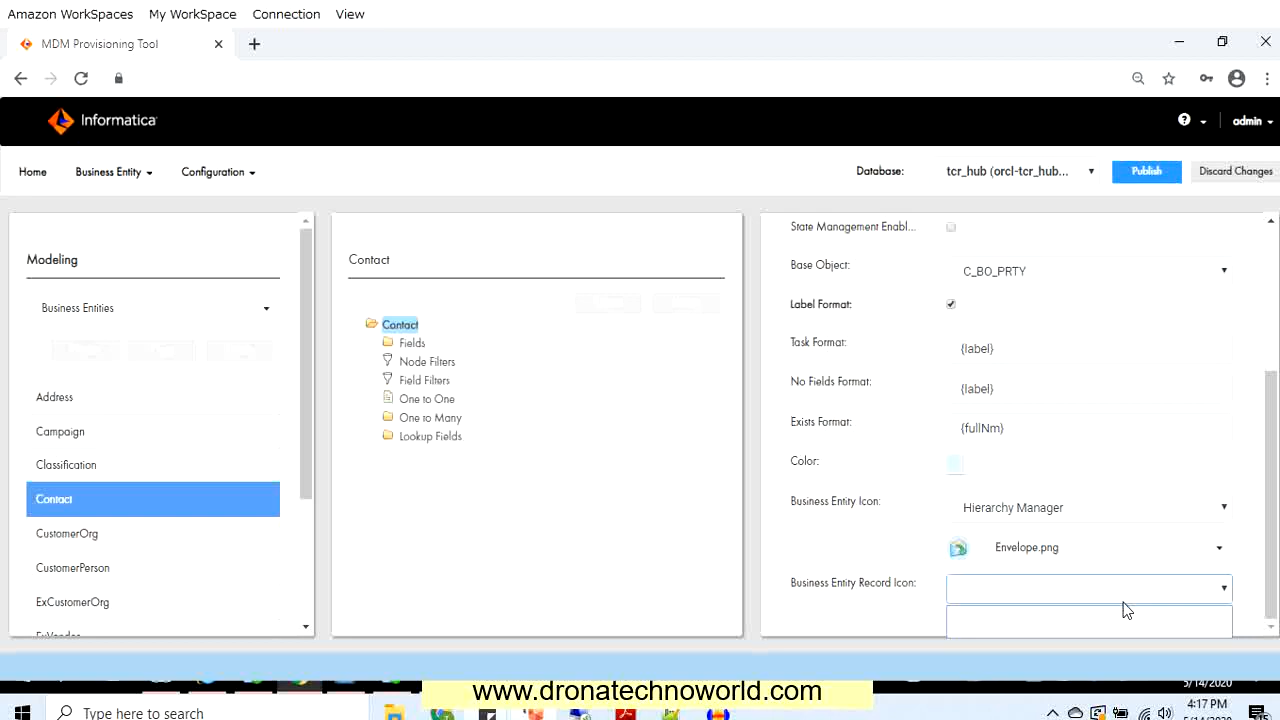 Amazon WorkSpaces My WorkSpace Connection View
MDM Provisioning Tool
Informatica
admin
Home Business Entity Configuration Database: tcr_hub (orcl-tcr_hub... Publish Discard Changes
Modeling
Business Entities
Address
Campaign
Classification
Contact
CustomerOrg
CustomerPerson
ExCustomerOrg
Contact
Contact
Fields
Node Filters
Field Filters
One to One
One to Many
Lookup Fields
State Management Enabl...
Base Object: C_BO_PRTY
Label Format:
Task Format: {label}
No Fields Format: {label}
Exists Format: {fullNm}
Color:
Business Entity Icon: Hierarchy Manager
Envelope.png
Business Entity Record Icon:
www.dronatechnoworld.com
5/14/2020
Type here to search
4:17 PM